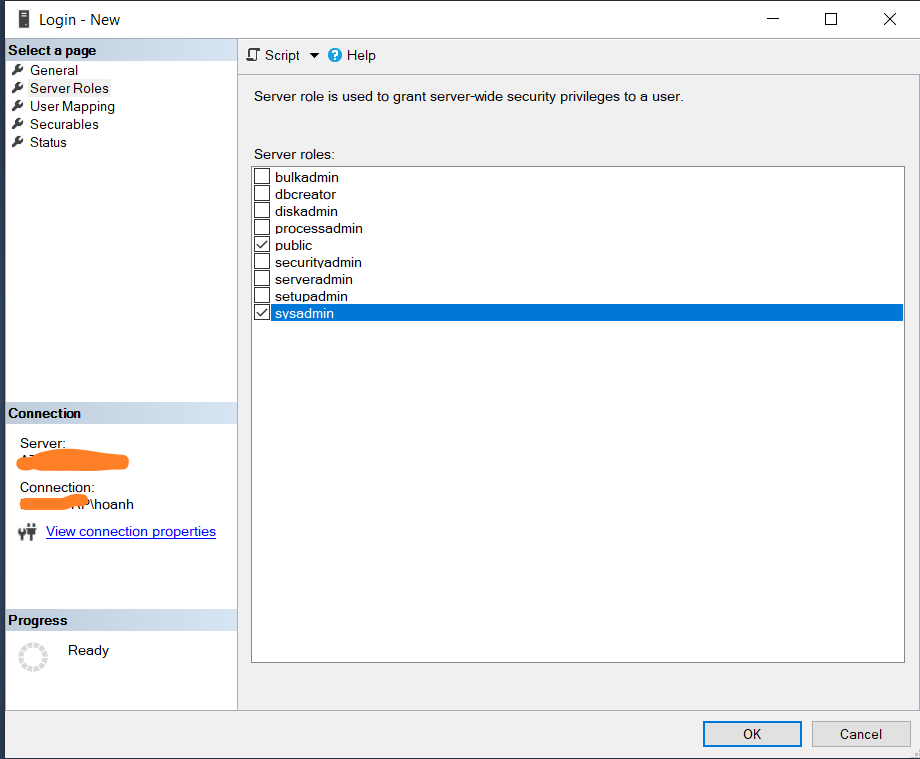 Login - New
Select a page
General
Server Roles
User Mapping
Securables
Status
Script
Help
Server role is used to grant server-wide security privileges to a user.
Server roles:
bulkadmin
dbcreator
diskadmin
processadmin
public
securityadmin
serveradmin
setupadmin
sysadmin
Connection
Server:
Connection:
\hoanh
View connection properties
Progress
Ready
OK
Cancel